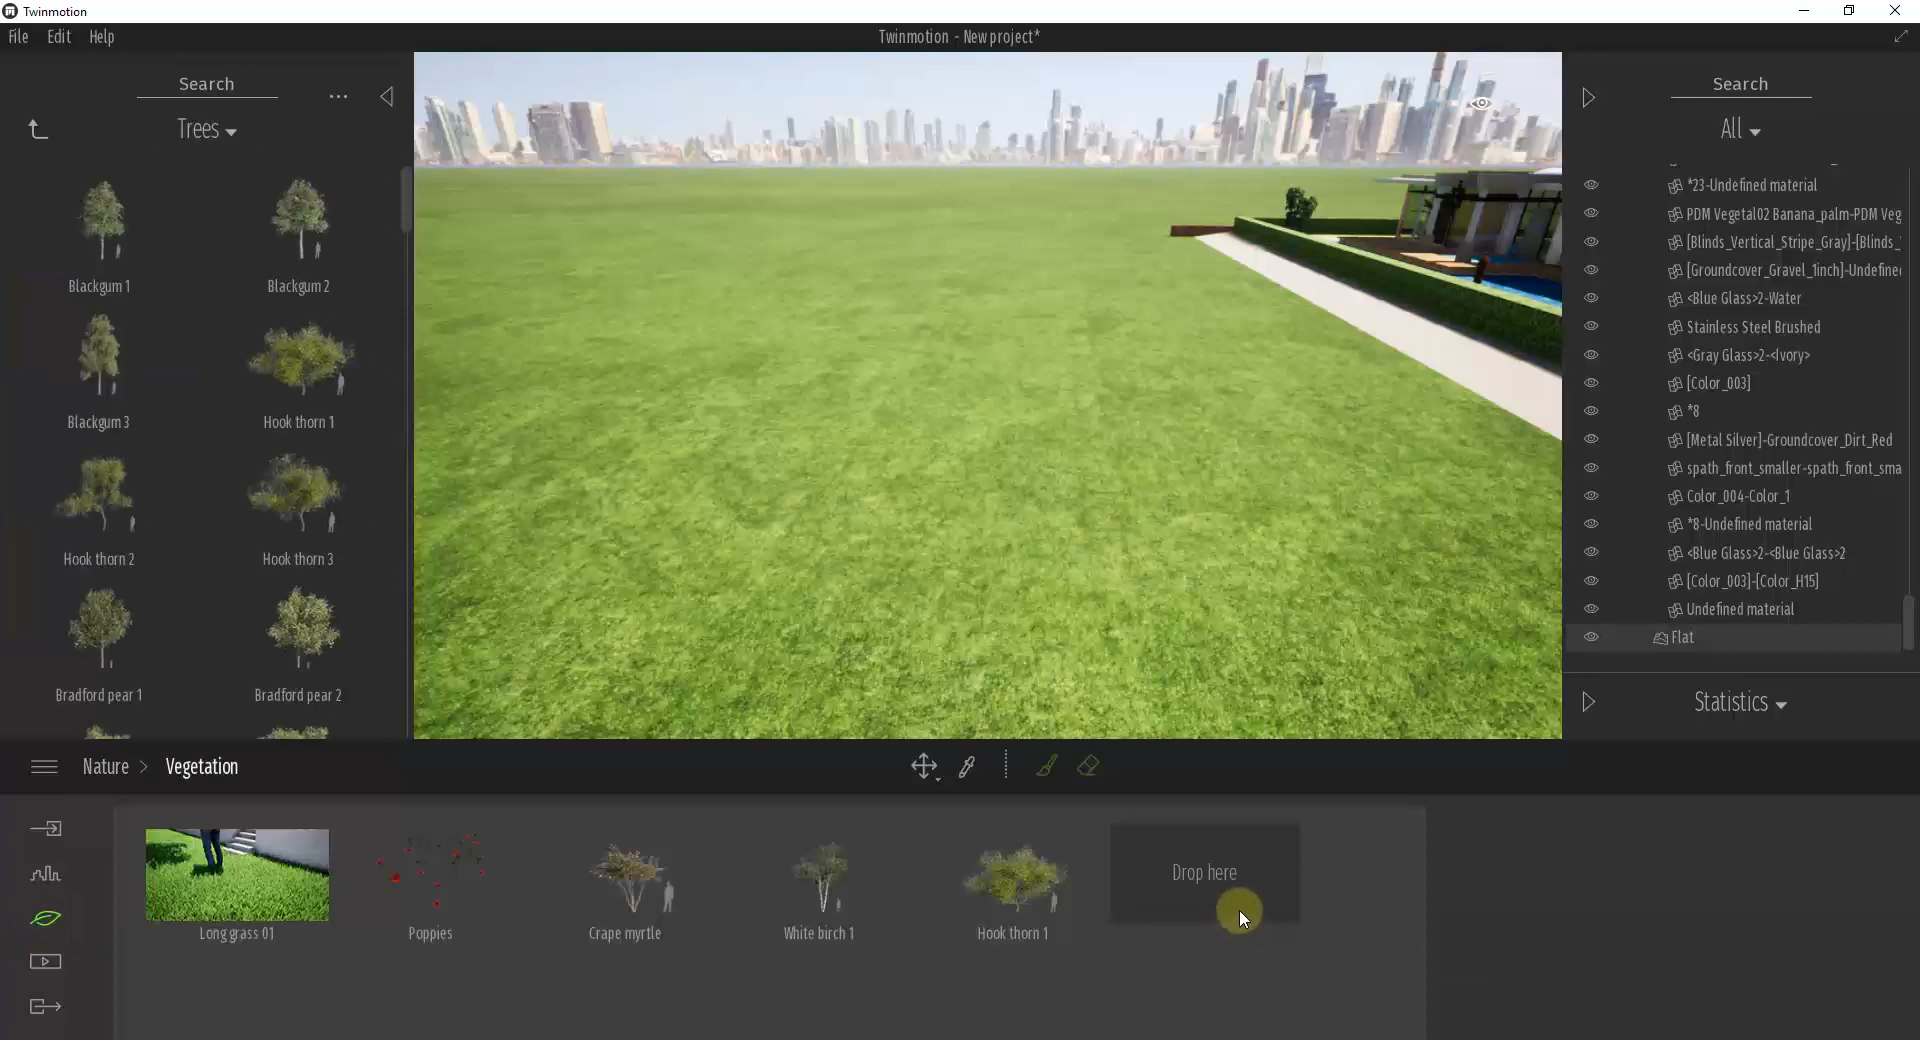 Twinmotion
File Edit Help
Twinmotion - New project*
Search
Trees
Blackgum 1
Blackgum 2
Blackgum 3
Hook thorn 1
Hook thorn 2
Hook thorn 3
Bradford pear 1
Bradford pear 2
Search
All
*23-Undefined material
PDM Vegetal02 Banana_palm-PDM Veg
[Blinds_Vertical_Stripe_Gray]-[Blinds_
[Groundcover_Gravel_1inch]-Undefine
<Blue Glass>2-Water
Stainless Steel Brushed
<Gray Glass>2-<Ivory>
[Color_003]
*8
[Metal Silver]-Groundcover_Dirt_Red
spath_front_smaller-spath_front_sma
Color_004-Color_1
*8-Undefined material
<Blue Glass>2-<Blue Glass>2
[Color_003]-[Color_H15]
Undefined material
Flat
Statistics
Nature > Vegetation
Long grass 01
Poppies
Crape myrtle
White birch 1
Hook thorn 1
Drop here